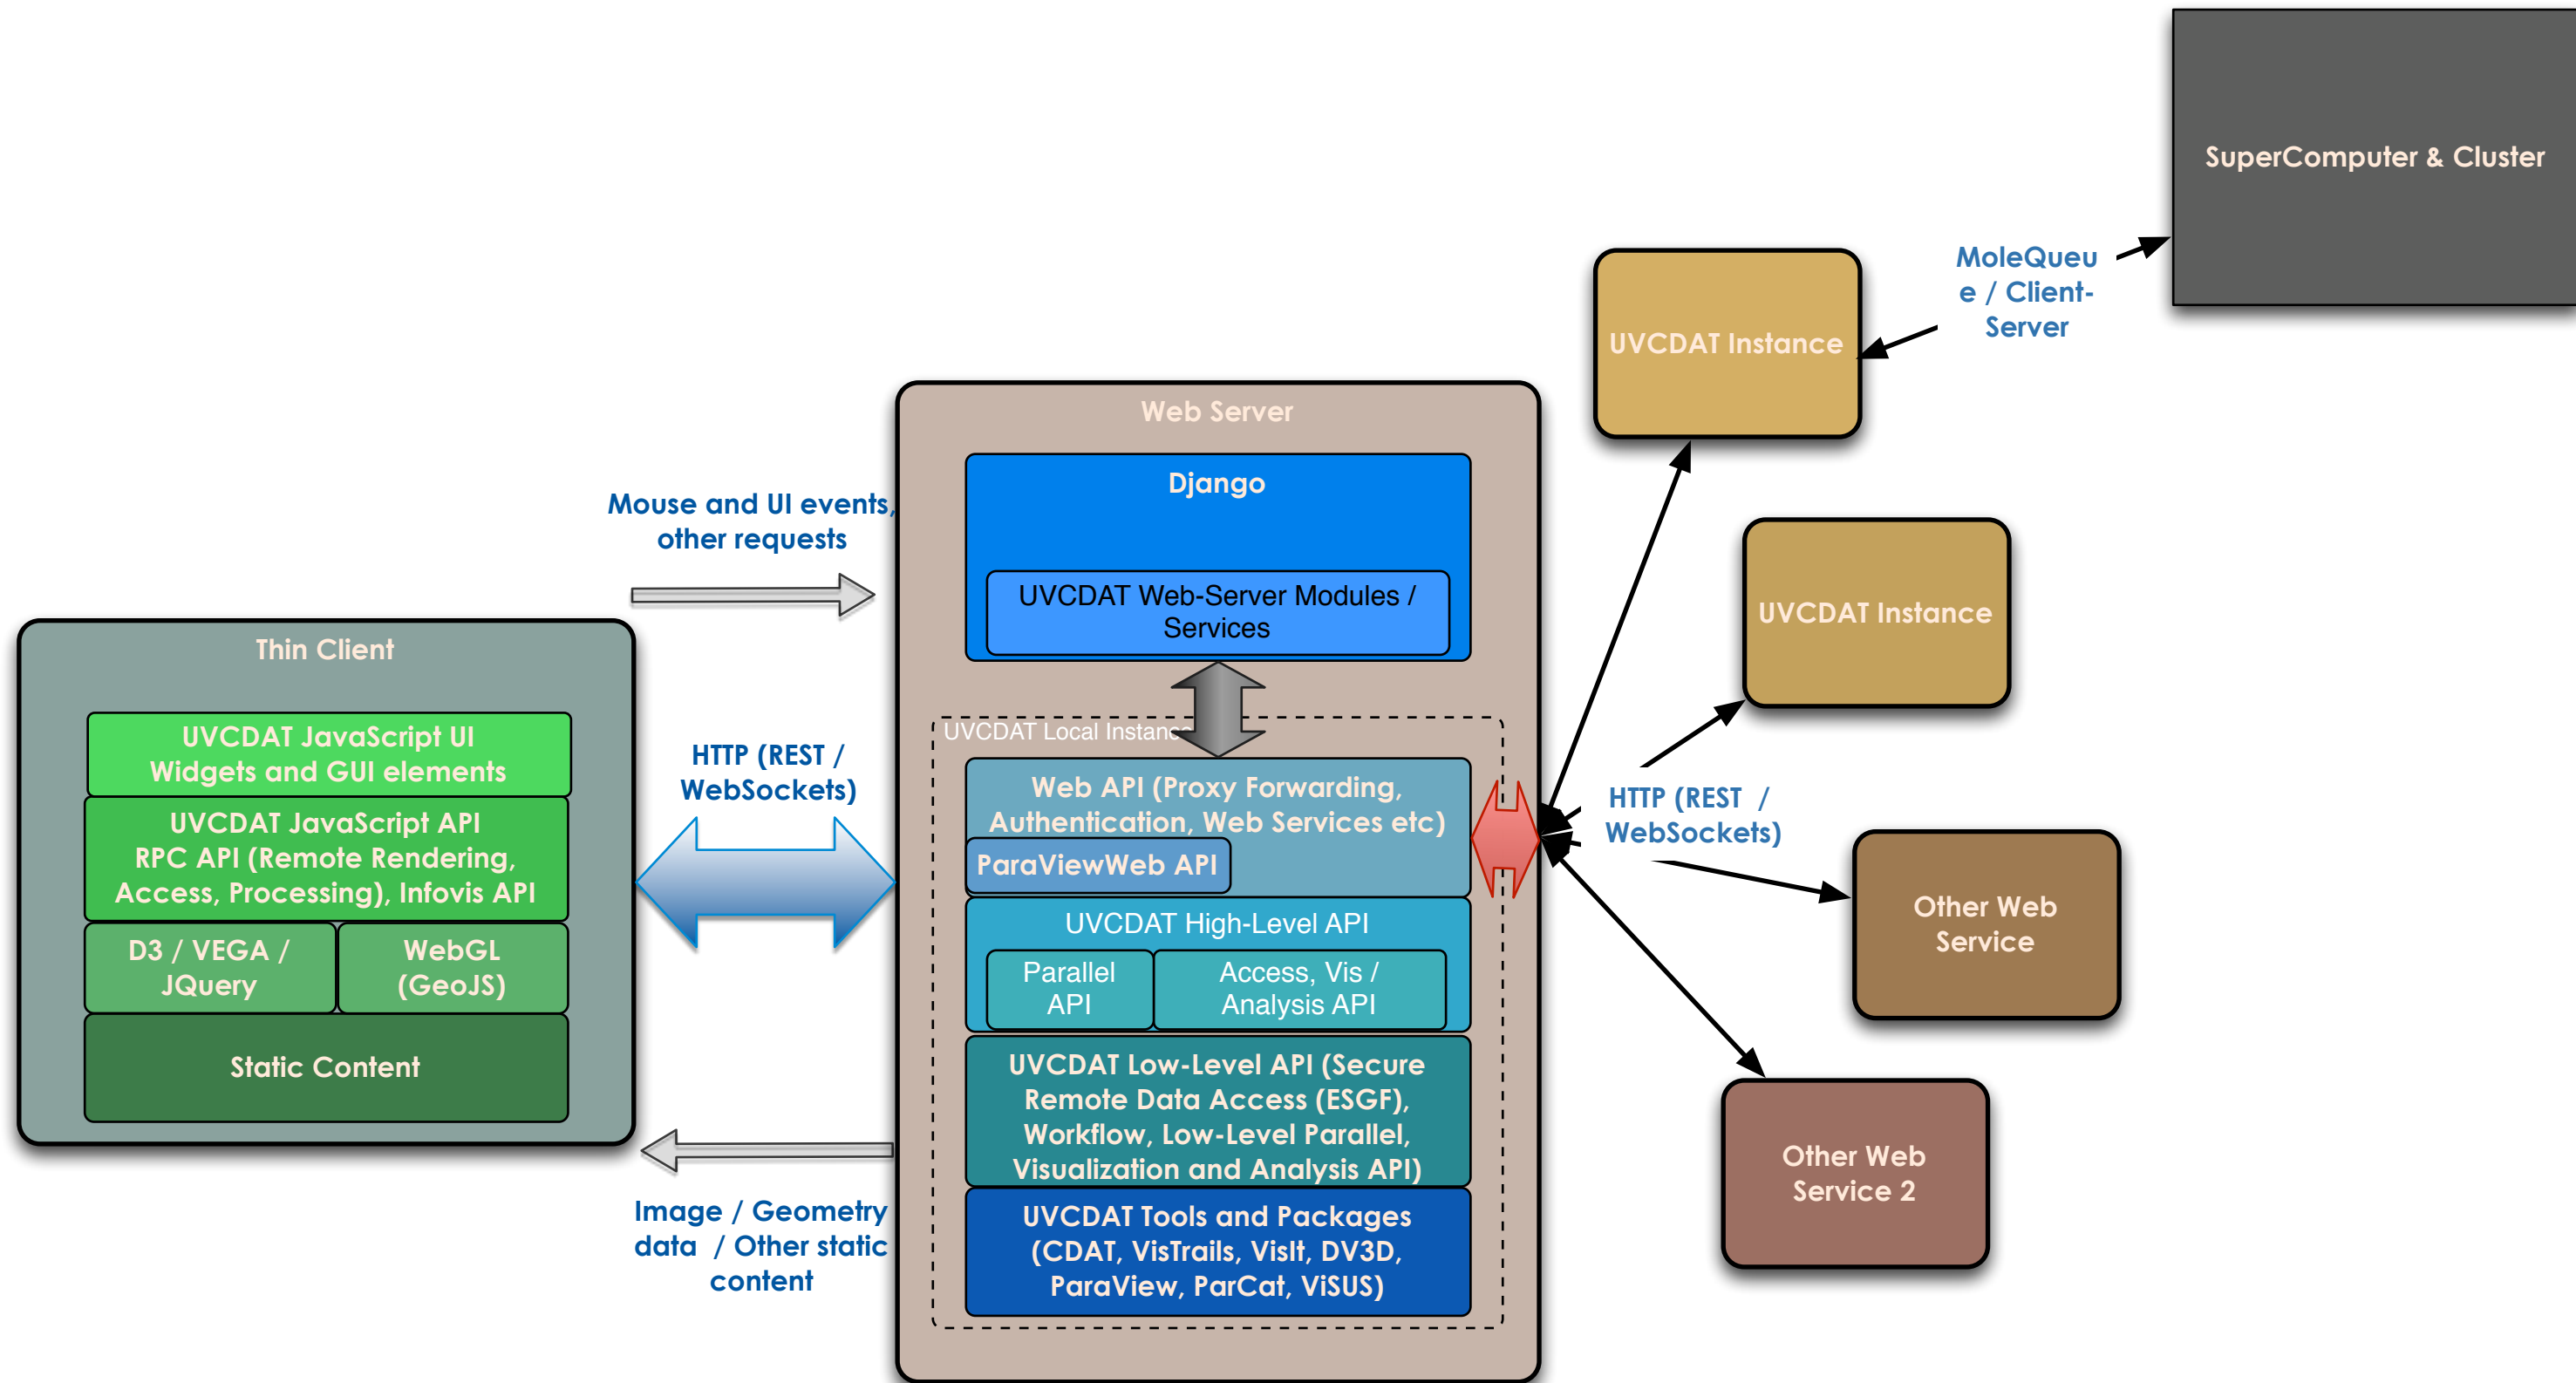 SuperComputer & Cluster
MoleQueu
e / Client-
Server
UVCDAT Instance
Web Server
Django
UVCDAT Web-Server Modules /
Services
Mouse and UI events,
other requests
UVCDAT Instance
Thin Client
UVCDAT JavaScript UI
Widgets and GUI elements
UVCDAT JavaScript API
RPC API (Remote Rendering,
Access, Processing), Infovis API
D3 / VEGA /
JQuery
WebGL
(GeoJS)
Static Content
HTTP (REST /
WebSockets)
UVCDAT Local Instance
Web API (Proxy Forwarding,
Authentication, Web Services etc)
ParaViewWeb API
UVCDAT High-Level API
Parallel
API
Access, Vis /
Analysis API
UVCDAT Low-Level API (Secure
Remote Data Access (ESGF),
Workflow, Low-Level Parallel,
Visualization and Analysis API)
UVCDAT Tools and Packages
(CDAT, VisTrails, VisIt, DV3D,
ParaView, ParCat, ViSUS)
HTTP (REST /
WebSockets)
Other Web
Service
Other Web
Service 2
Image / Geometry
data / Other static
content